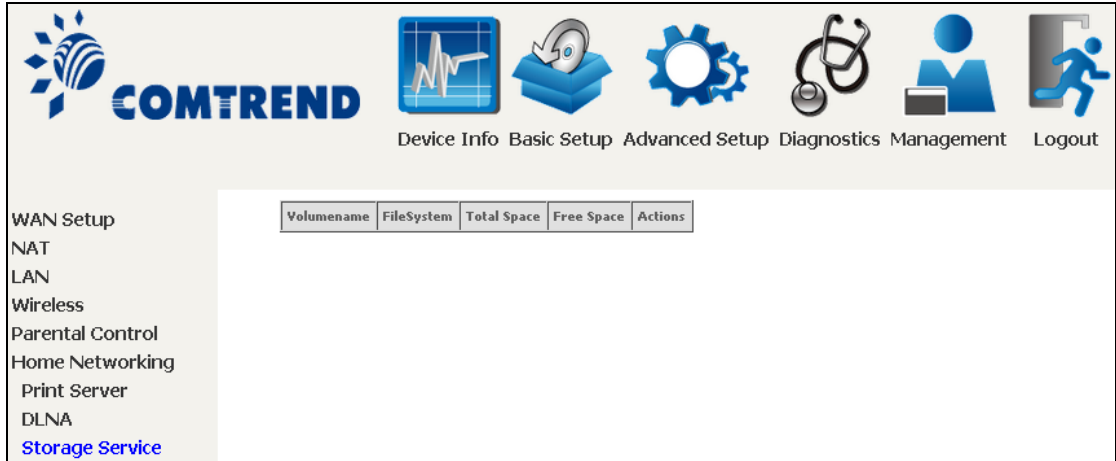 COMTREND
Device Info Basic Setup Advanced Setup Diagnostics Management Logout
WAN Setup
NAT
LAN
Wireless
Parental Control
Home Networking
Print Server
DLNA
Storage Service
Volumename FileSystem Total Space Free Space Actions